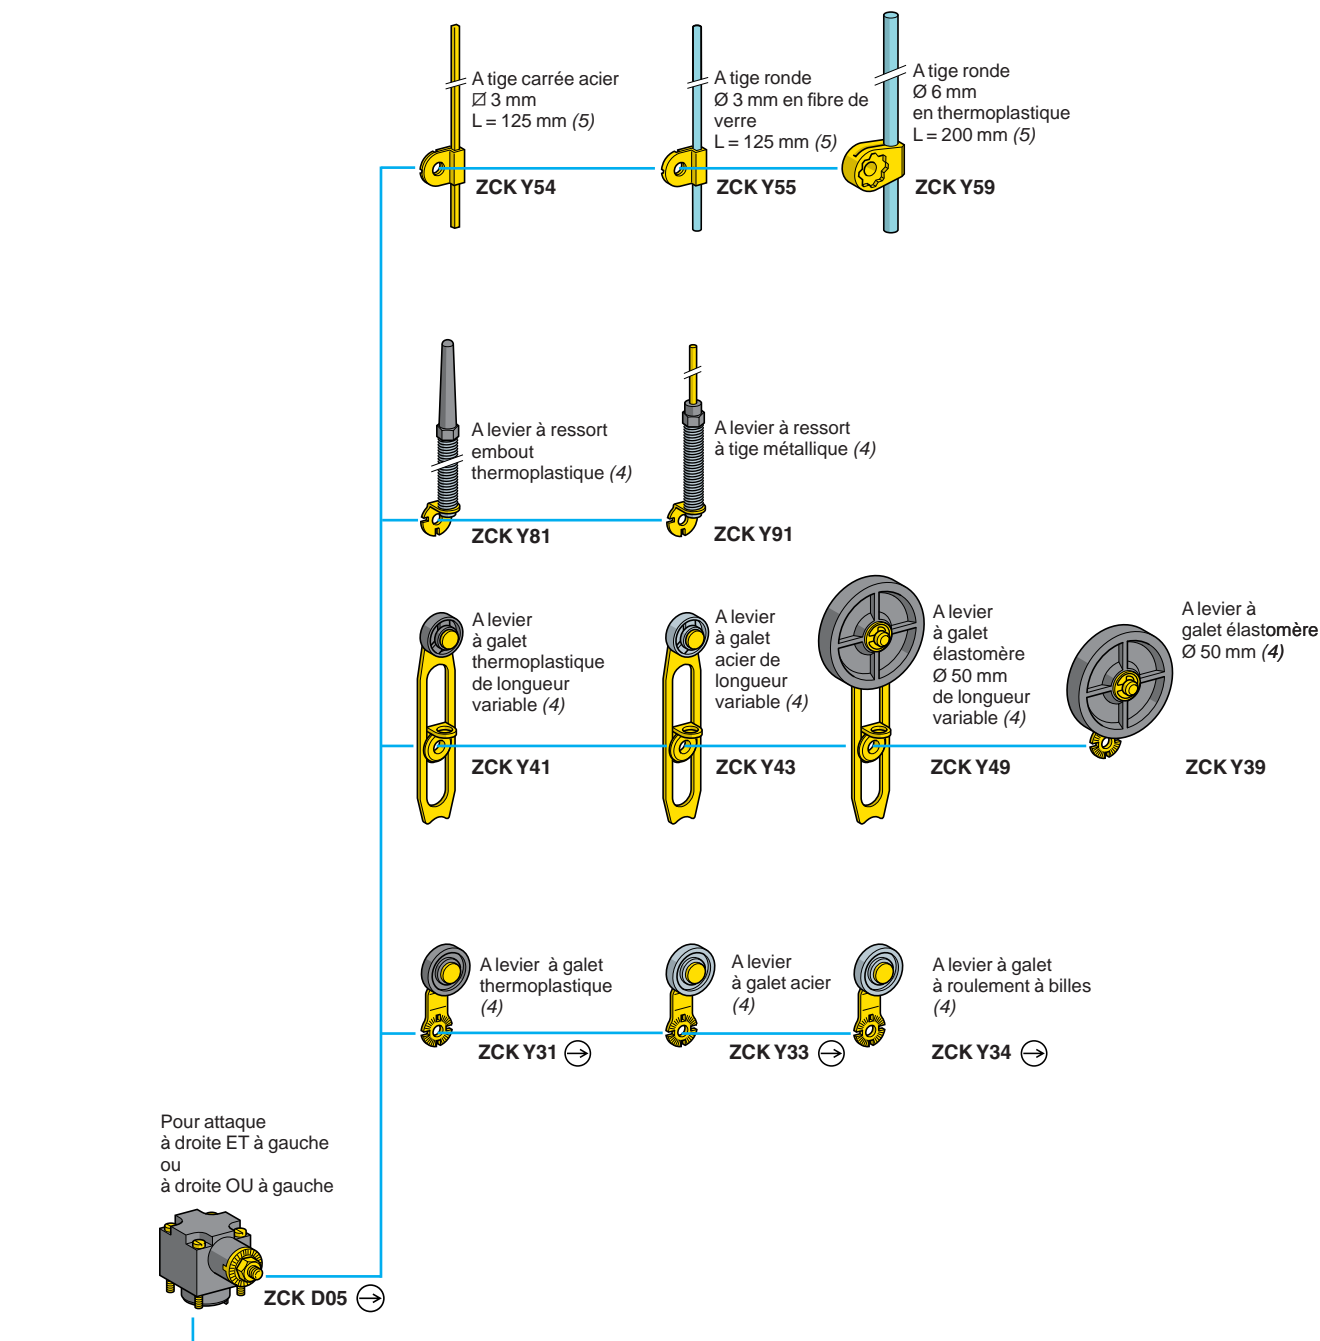 A tige carrée acier
⌀ 3 mm
L = 125 mm (5)
ZCK Y54
A tige ronde
Ø 3 mm en fibre de
verre
L = 125 mm (5)
ZCK Y55
A tige ronde
Ø 6 mm
en thermoplastique
L = 200 mm (5)
ZCK Y59
A levier à ressort
embout
thermoplastique (4)
ZCK Y81
A levier à ressort
à tige métallique (4)
ZCK Y91
A levier
à galet
thermoplastique
de longueur
variable (4)
ZCK Y41
A levier
à galet
acier de
longueur
variable (4)
ZCK Y43
A levier
à galet
élastomère
Ø 50 mm
de longueur
variable (4)
ZCK Y49
A levier à
galet élastomère
Ø 50 mm (4)
ZCK Y39
A levier à galet
thermoplastique
(4)
ZCK Y31
A levier
à galet acier
(4)
ZCK Y33
A levier à galet
à roulement à billes
(4)
ZCK Y34
Pour attaque
à droite ET à gauche
ou
à droite OU à gauche
ZCK D05